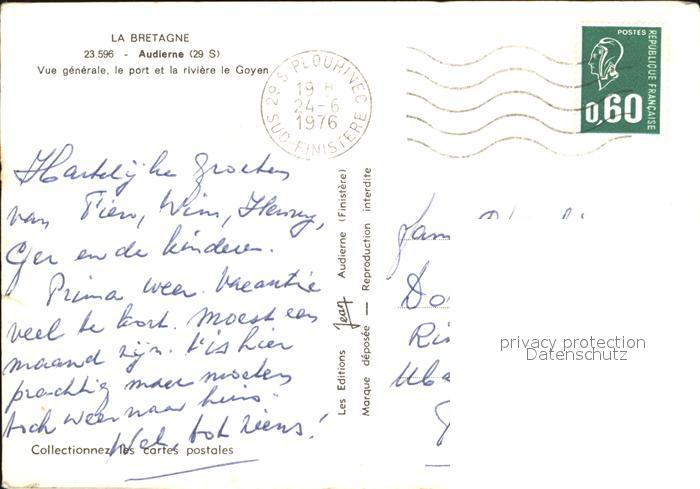 LA BRETAGNE
23.596 - Audierne (29 S)
Vue générale, le port et la rivière le Goyen
Hartelijke groeten
van Tien, Wim, Henny,
Ger en de kinderen.
Prima weer. Vacantie
veel te kort. Moest een
maand zijn. 't is hier
prachtig maar moeten
toch weer naar huis.
Wel, tot ziens!
Collectionnez les cartes postales
29 S PLOUHINEC
19 H
24-6
1976
SUD-FINISTERE
POSTES
REPUBLIQUE FRANÇAISE
0,60
Les Editions Jean Audierne (Finistère)
Marque déposée — Reproduction interdite
Fam.
privacy protection
Datenschutz